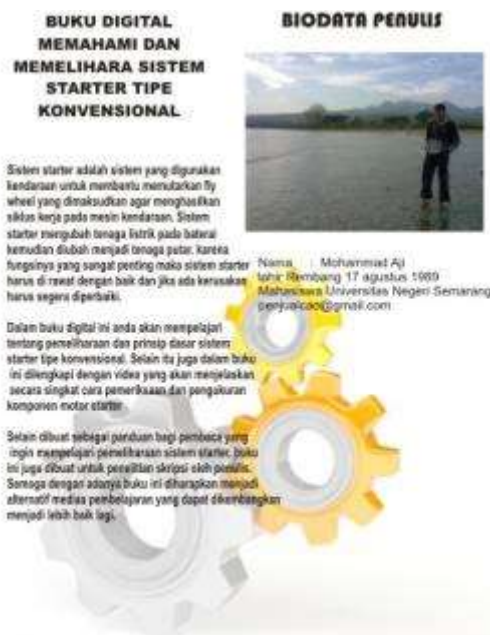 BUKU DIGITAL
MEMAHAMI DAN
MEMELIHARA SISTEM
STARTER TIPE
KONVENSIONAL
Sistem starter adalah sistem yang digunakan
kendaraan untuk membantu memutarkan fly
wheel yang dimaksudkan agar menghasilkan
siklus kerja pada mesin kendaraan. Sistem
starter mengubah tenaga listrik pada baterai
kemudian diubah menjadi tenaga putar, karena
fungsinya yang sangat penting maka sistem starter
harus di rawat dengan baik dan jika ada kerusakan
harus segera diperbaiki.
Dalam buku digital ini anda akan mempelajari
tentang pemeliharaan dan prinsip dasar sistem
starter tipe konvensional. Selain itu juga dalam buku
ini dilengkapi dengan video yang akan menjelaskan
secara singkat cara pemeriksaan dan pengukuran
komponen motor starter
Selain dibuat sebagai panduan bagi pembaca yang
ingin mempelajari pemeliharaan sistem starter, buku
ini juga dibuat untuk penelitian skripsi oleh penulis.
Semoga dengan adanya buku ini diharapkan menjadi
alternatif medias pembelajaran yang dapat dikembangkan
menjadi lebih baik lagi.
BIODATA PENULIS
Nama : Mohammad Aji
lahir Rembang 17 agustus 1989
Mahasiswa Universitas Negeri Semarang
penjualcao@gmail.com